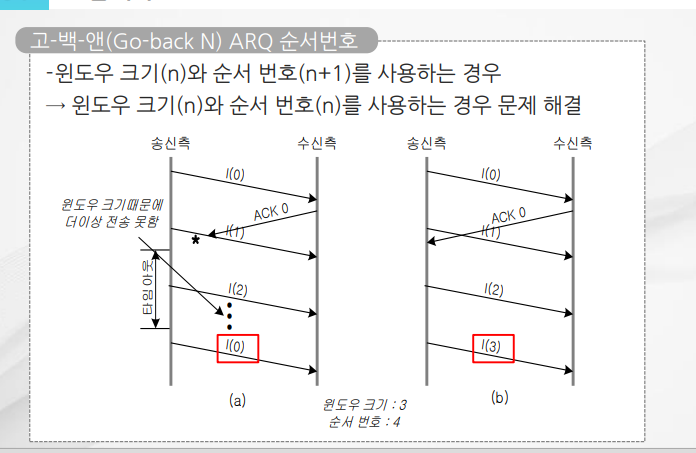 고-백-앤(Go-back N) ARQ 순서번호
-윈도우 크기(n)와 순서 번호(n+1)를 사용하는 경우
→ 윈도우 크기(n)와 순서 번호(n)를 사용하는 경우 문제 해결
송신측 수신측 송신측 수신측
I(0) I(0)
윈도우 크기때문에
더이상 전송 못함
ACK 0 ACK 0
* I(1) I(1)
타임아웃
I(2) I(2)
I(0) I(3)
(a) (b)
윈도우 크기 : 3
순서 번호 : 4